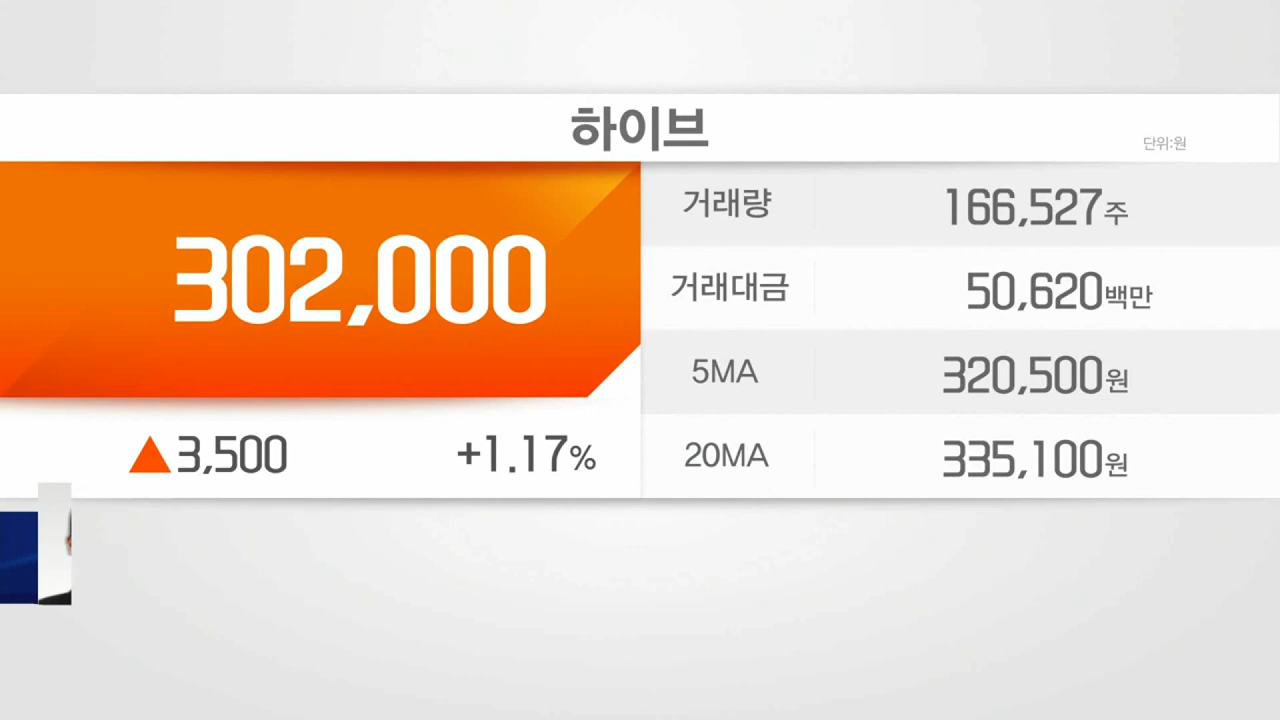 하이브
단위:원
302,000
▲3,500 +1.17%
거래량 166,527주
거래대금 50,620백만
5MA 320,500원
20MA 335,100원